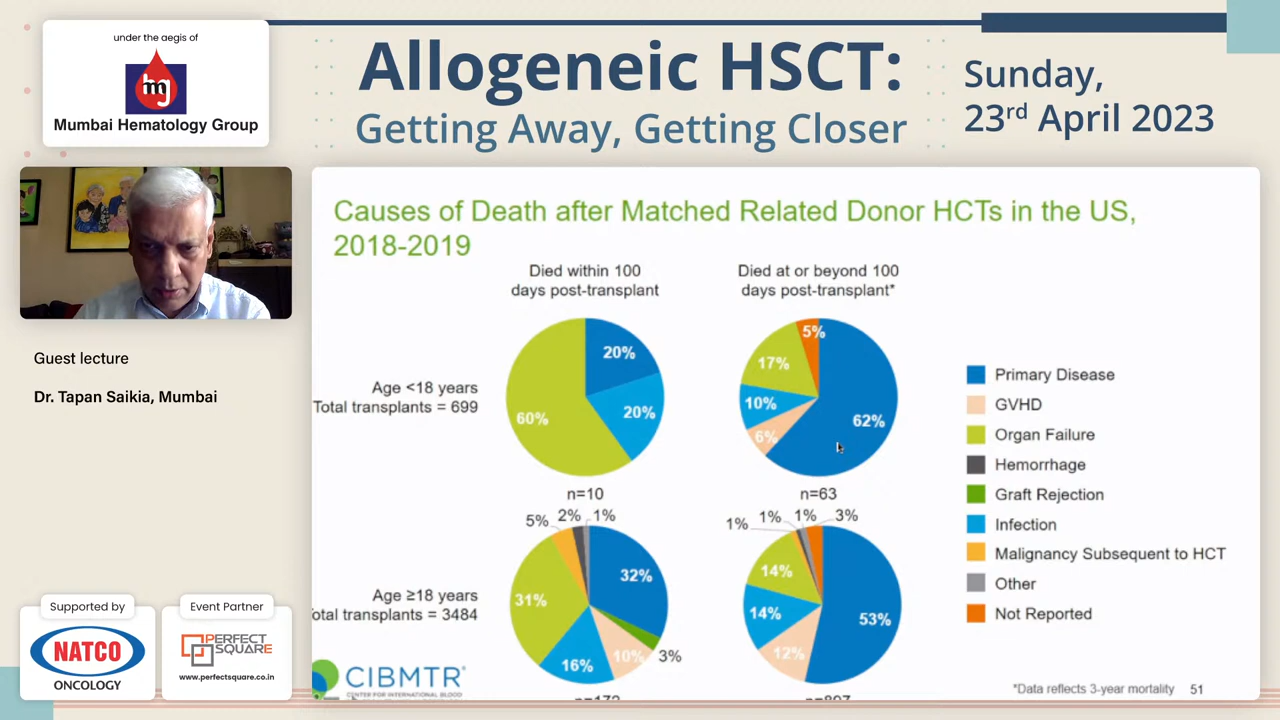 under the aegis of
mg
Mumbai Hematology Group
Allogeneic HSCT:
Getting Away, Getting Closer
Sunday,
23rd April 2023
Guest lecture
Dr. Tapan Saikia, Mumbai
Supported by
NATCO
ONCOLOGY
Event Partner
PERFECT
SQUARE
www.perfectsquare.co.in
Causes of Death after Matched Related Donor HCTs in the US,
2018-2019
Died within 100
days post-transplant
Died at or beyond 100
days post-transplant*
Age <18 years
Total transplants = 699
20%
20%
60%
n=10
5%
17%
10%
6%
62%
n=63
Age ≥18 years
otal transplants = 3484
5%
2%
1%
32%
31%
16%
10%
3%
1%
1%
1%
3%
14%
14%
12%
53%
Primary Disease
GVHD
Organ Failure
Hemorrhage
Graft Rejection
Infection
Malignancy Subsequent to HCT
Other
Not Reported
CIBMTR®
CENTER FOR INTERNATIONAL BLOOD
*Data reflects 3-year mortality
51